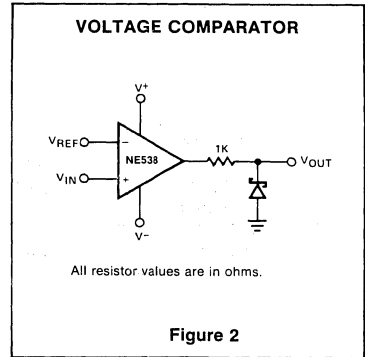 VOLTAGE COMPARATOR
V+
VREF
−
NE538
1K
VOUT
VIN
+
V−
All resistor values are in ohms.
Figure 2